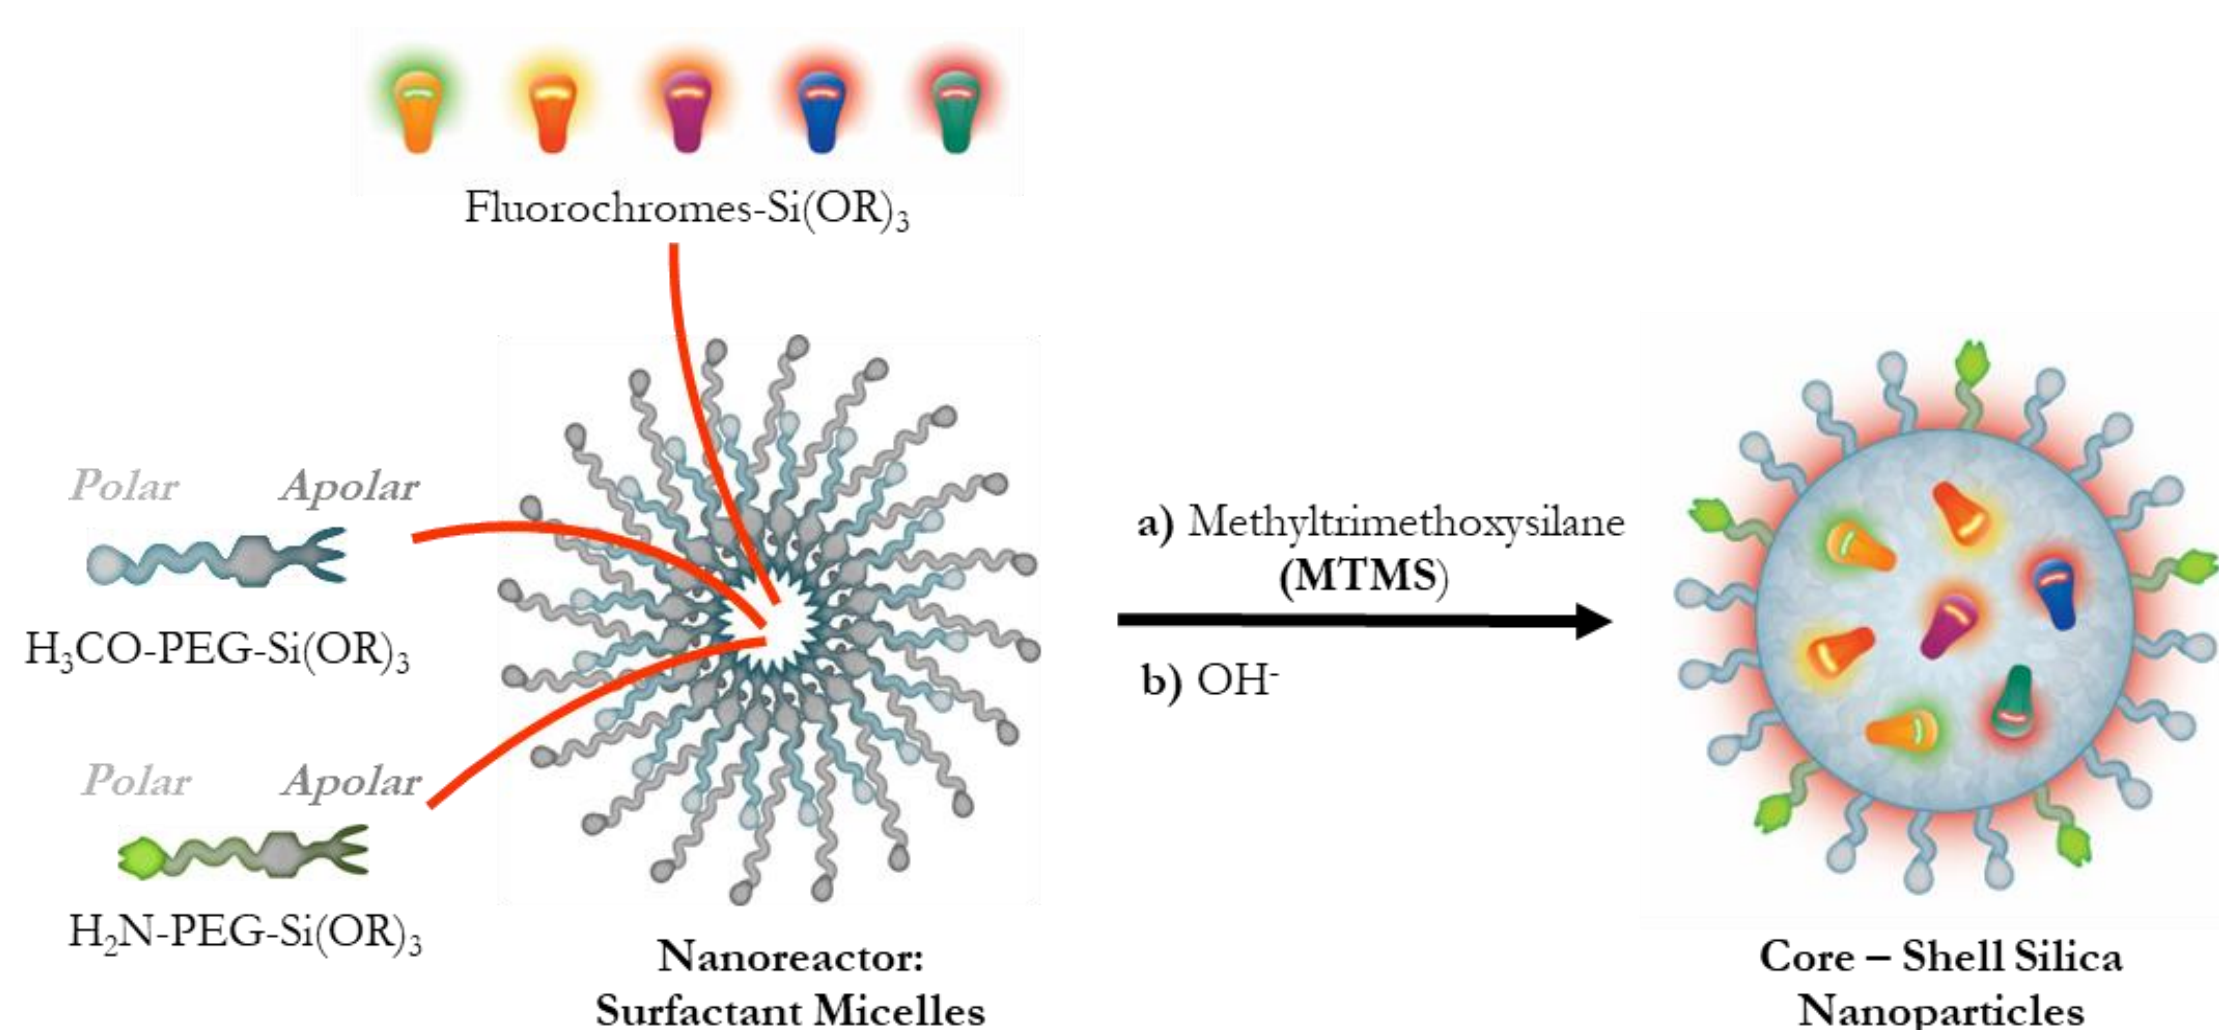 Fluorochromes-Si(OR)₃
Polar Apolar
H₃CO-PEG-Si(OR)₃
Polar Apolar
H₂N-PEG-Si(OR)₃
Nanoreactor:
Surfactant Micelles
a) Methyltrimethoxysilane
(MTMS)
b) OH⁻
Core – Shell Silica
Nanoparticles